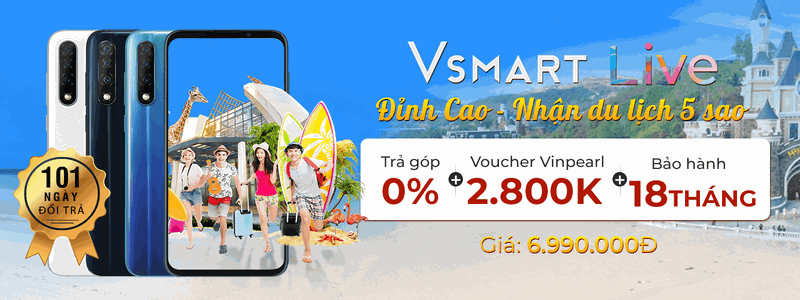 VSMART Live
Đỉnh Cao - Nhận du lịch 5 sao
Trả góp
0%
+
Voucher Vinpearl
2.800K
+
Bảo hành
18THÁNG
Giá: 6.990.000Đ
101
NGÀY
ĐỔI TRẢ